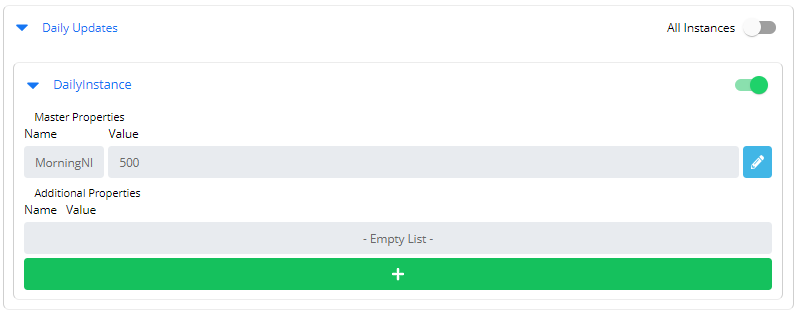 Daily Updates All Instances
DailyInstance
Master Properties
Name Value
MorningNI 500
Additional Properties
Name Value
- Empty List -
+